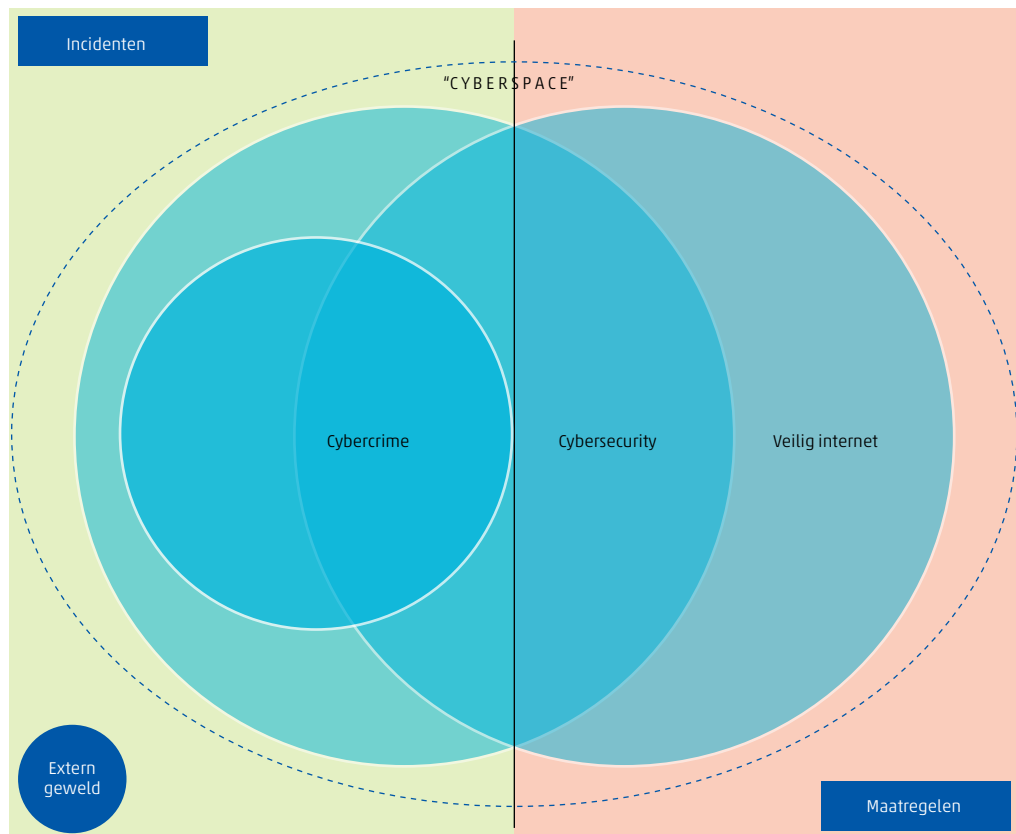 Incidenten
“CYBERSPACE”
Cybercrime
Cybersecurity
Veilig internet
Extern
geweld
Maatregelen